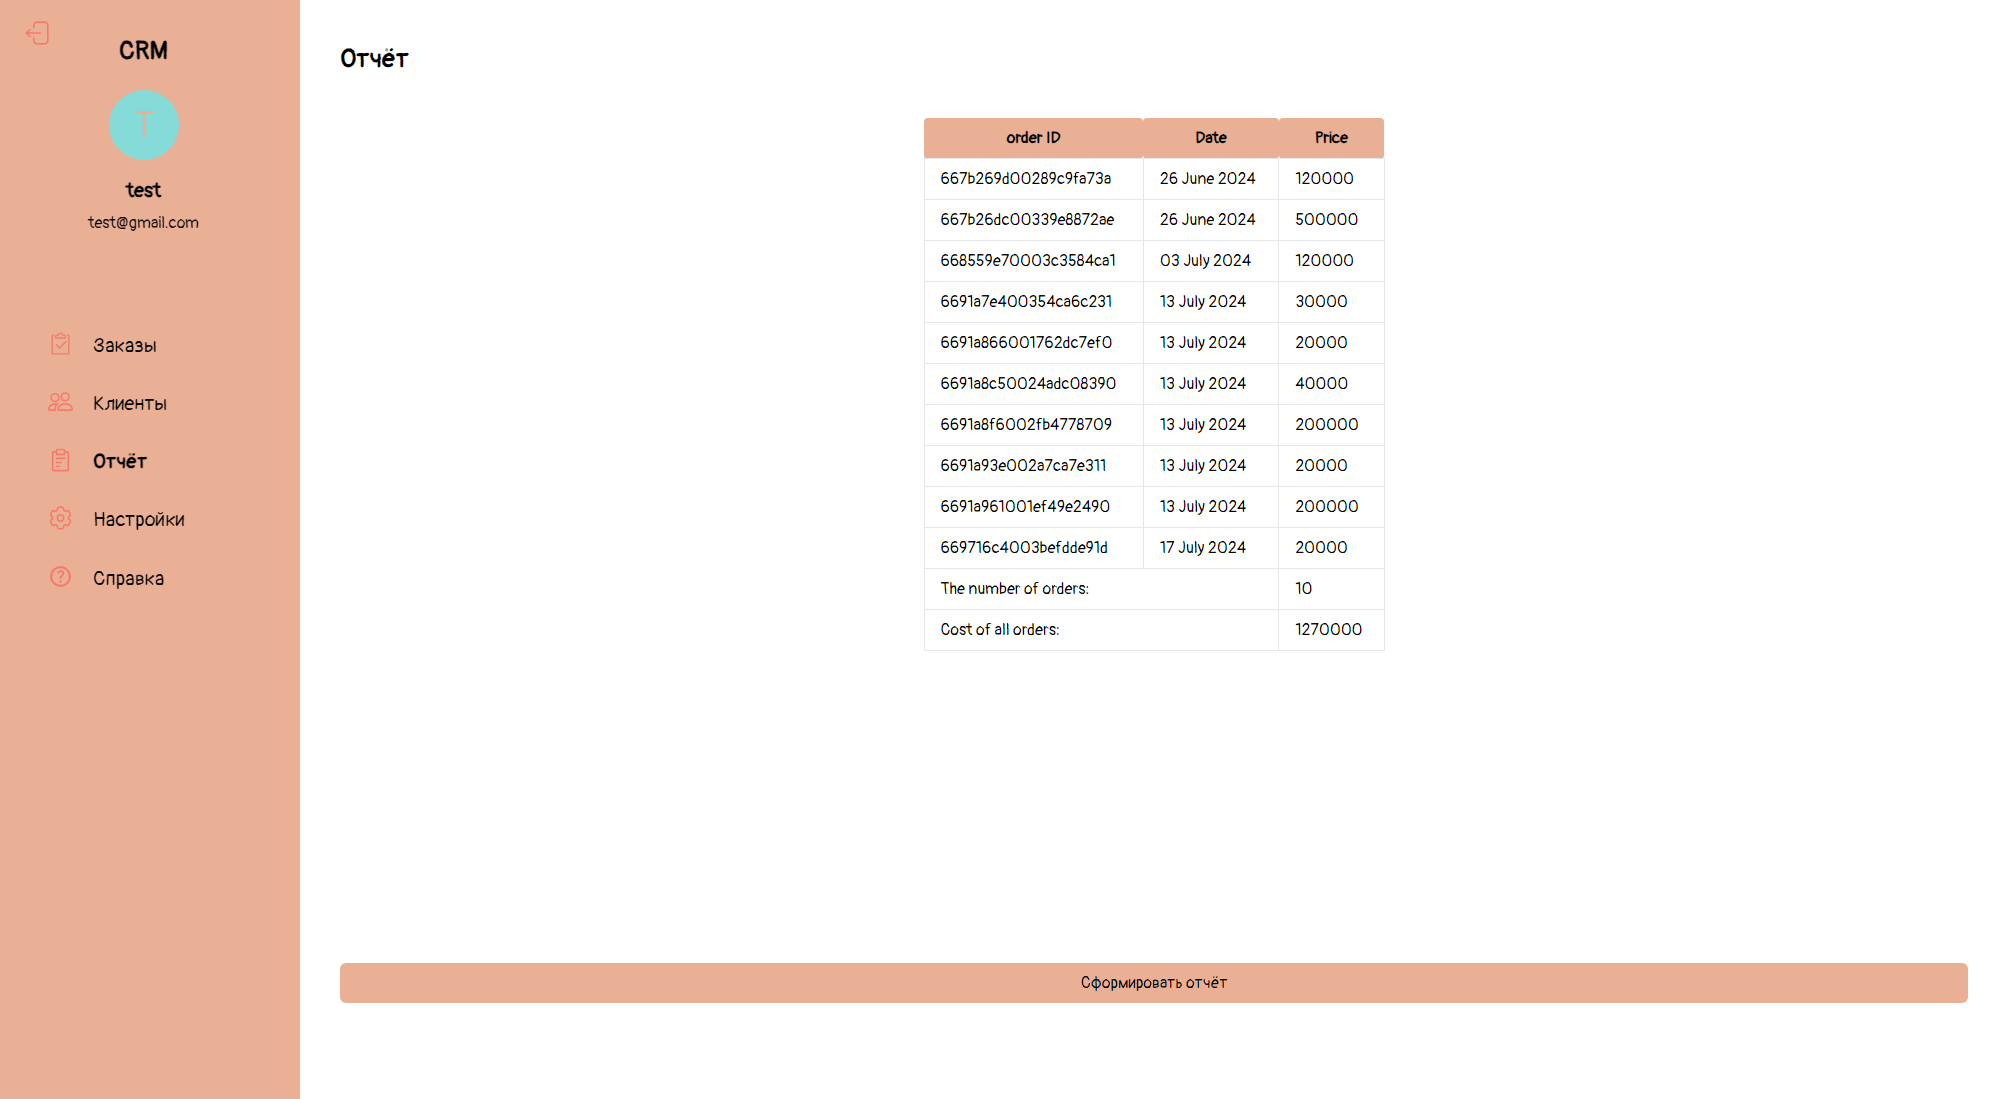 CRM
T
test
test@gmail.com
Заказы
Клиенты
Отчёт
Настройки
Справка
Отчёт
order ID Date Price
667b269d00289c9fa73a 26 June 2024 120000
667b26dc00339e8872ae 26 June 2024 500000
668559e70003c3584ca1 03 July 2024 120000
6691a7e400354ca6c231 13 July 2024 30000
6691a866001762dc7ef0 13 July 2024 20000
6691a8c50024adc08390 13 July 2024 40000
6691a8f6002fb4778709 13 July 2024 200000
6691a93e002a7ca7e311 13 July 2024 20000
6691a961001ef49e2490 13 July 2024 200000
669716c4003befdde91d 17 July 2024 20000
The number of orders: 10
Cost of all orders: 1270000
Сформировать отчёт